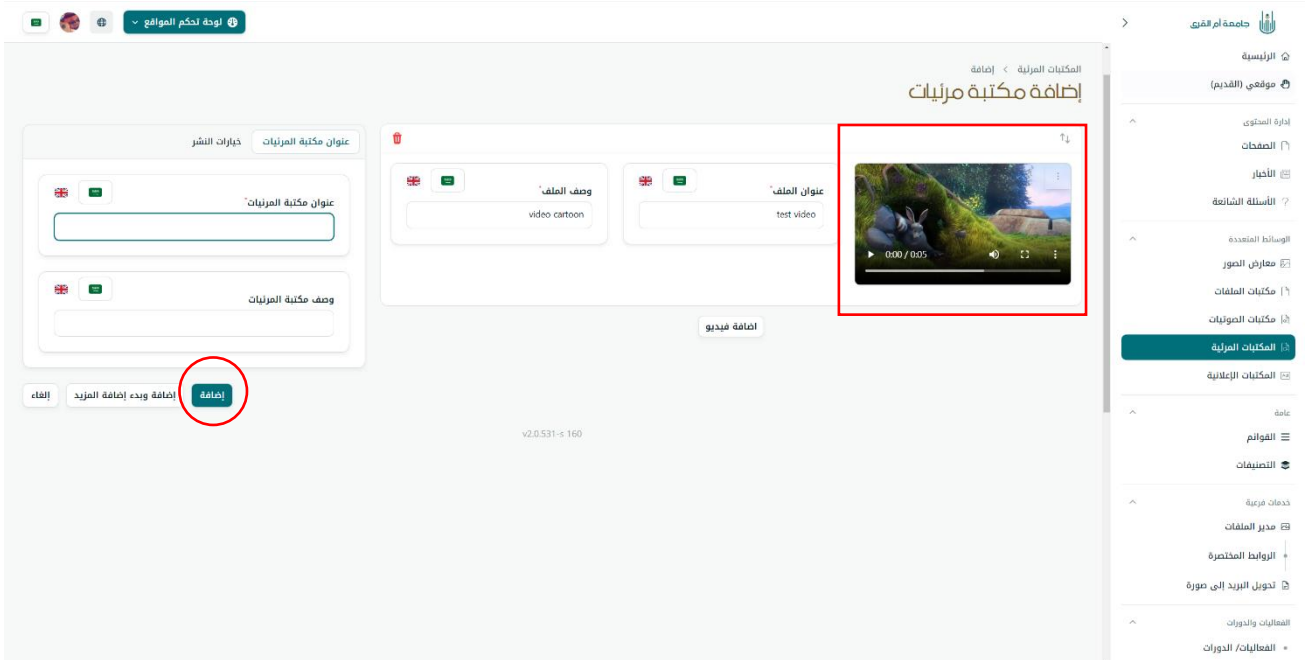 جامعة أم القرى
لوحة تحكم المواقع
الرئيسية
موقعي (القديم)
إدارة المحتوى
الصفحات
الأخبار
الأسئلة الشائعة
الوسائط المتعددة
معارض الصور
مكتبات الملفات
مكتبات الصوتيات
المكتبات المرئية
المكتبات الإعلانية
عامة
القوائم
التصنيفات
خدمات فرعية
مدير الملفات
الروابط المختصرة
تحويل البريد إلى صورة
الفعاليات والدورات
الفعاليات/ الدورات
المكتبات المرئية > إضافة
إضافة مكتبة مرئيات
0:00 / 0:05
عنوان الملف*
test video
وصف الملف*
video cartoon
اضافة فيديو
عنوان مكتبة المرئيات خيارات النشر
عنوان مكتبة المرئيات*
وصف مكتبة المرئيات
إضافة
إضافة وبدء إضافة المزيد
إلغاء
v2.0.531-s 160